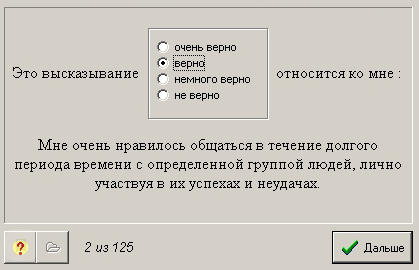 очень верно
верно
Это высказывание относится ко мне :
немного верно
не верно
Мне очень нравилось общаться в течение долгого
периода времени с определенной группой людей, лично
участвуя в их успехах и неудачах.
? 2 из 125 Дальше